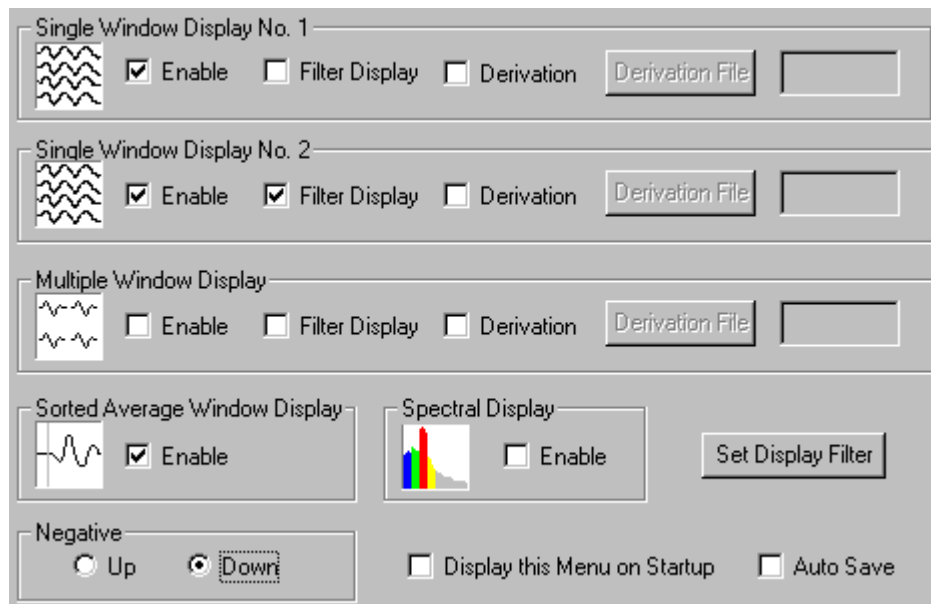 Single Window Display No. 1
Enable Filter Display Derivation Derivation File
Single Window Display No. 2
Enable Filter Display Derivation Derivation File
Multiple Window Display
Enable Filter Display Derivation Derivation File
Sorted Average Window Display Spectral Display
Enable Enable Set Display Filter
Negative
Up Down Display this Menu on Startup Auto Save